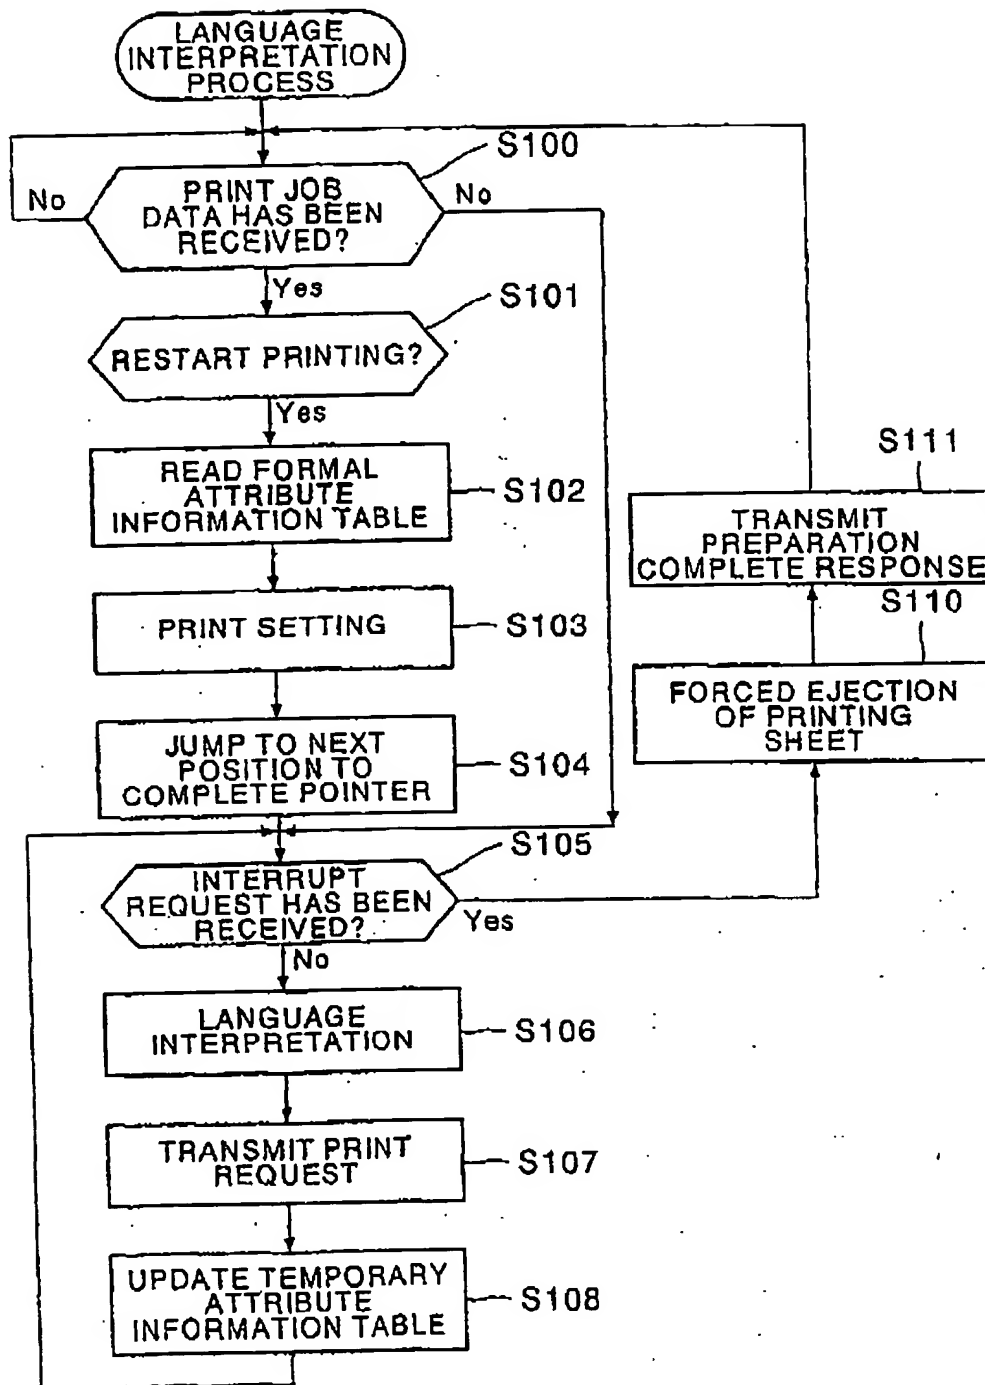 LANGUAGE
INTERPRETATION
PROCESS
S100
No
PRINT JOB
DATA HAS BEEN
RECEIVED?
No
Yes
S101
RESTART PRINTING?
Yes
READ FORMAL
ATTRIBUTE
INFORMATION TABLE
S102
S111
TRANSMIT
PREPARATION
COMPLETE RESPONSE
PRINT SETTING
S103
S110
FORCED EJECTION
OF PRINTING
SHEET
JUMP TO NEXT
POSITION TO
COMPLETE POINTER
S104
S105
INTERRUPT
REQUEST HAS BEEN
RECEIVED?
Yes
No
LANGUAGE
INTERPRETATION
S106
TRANSMIT PRINT
REQUEST
S107
UPDATE TEMPORARY
ATTRIBUTE
INFORMATION TABLE
S108